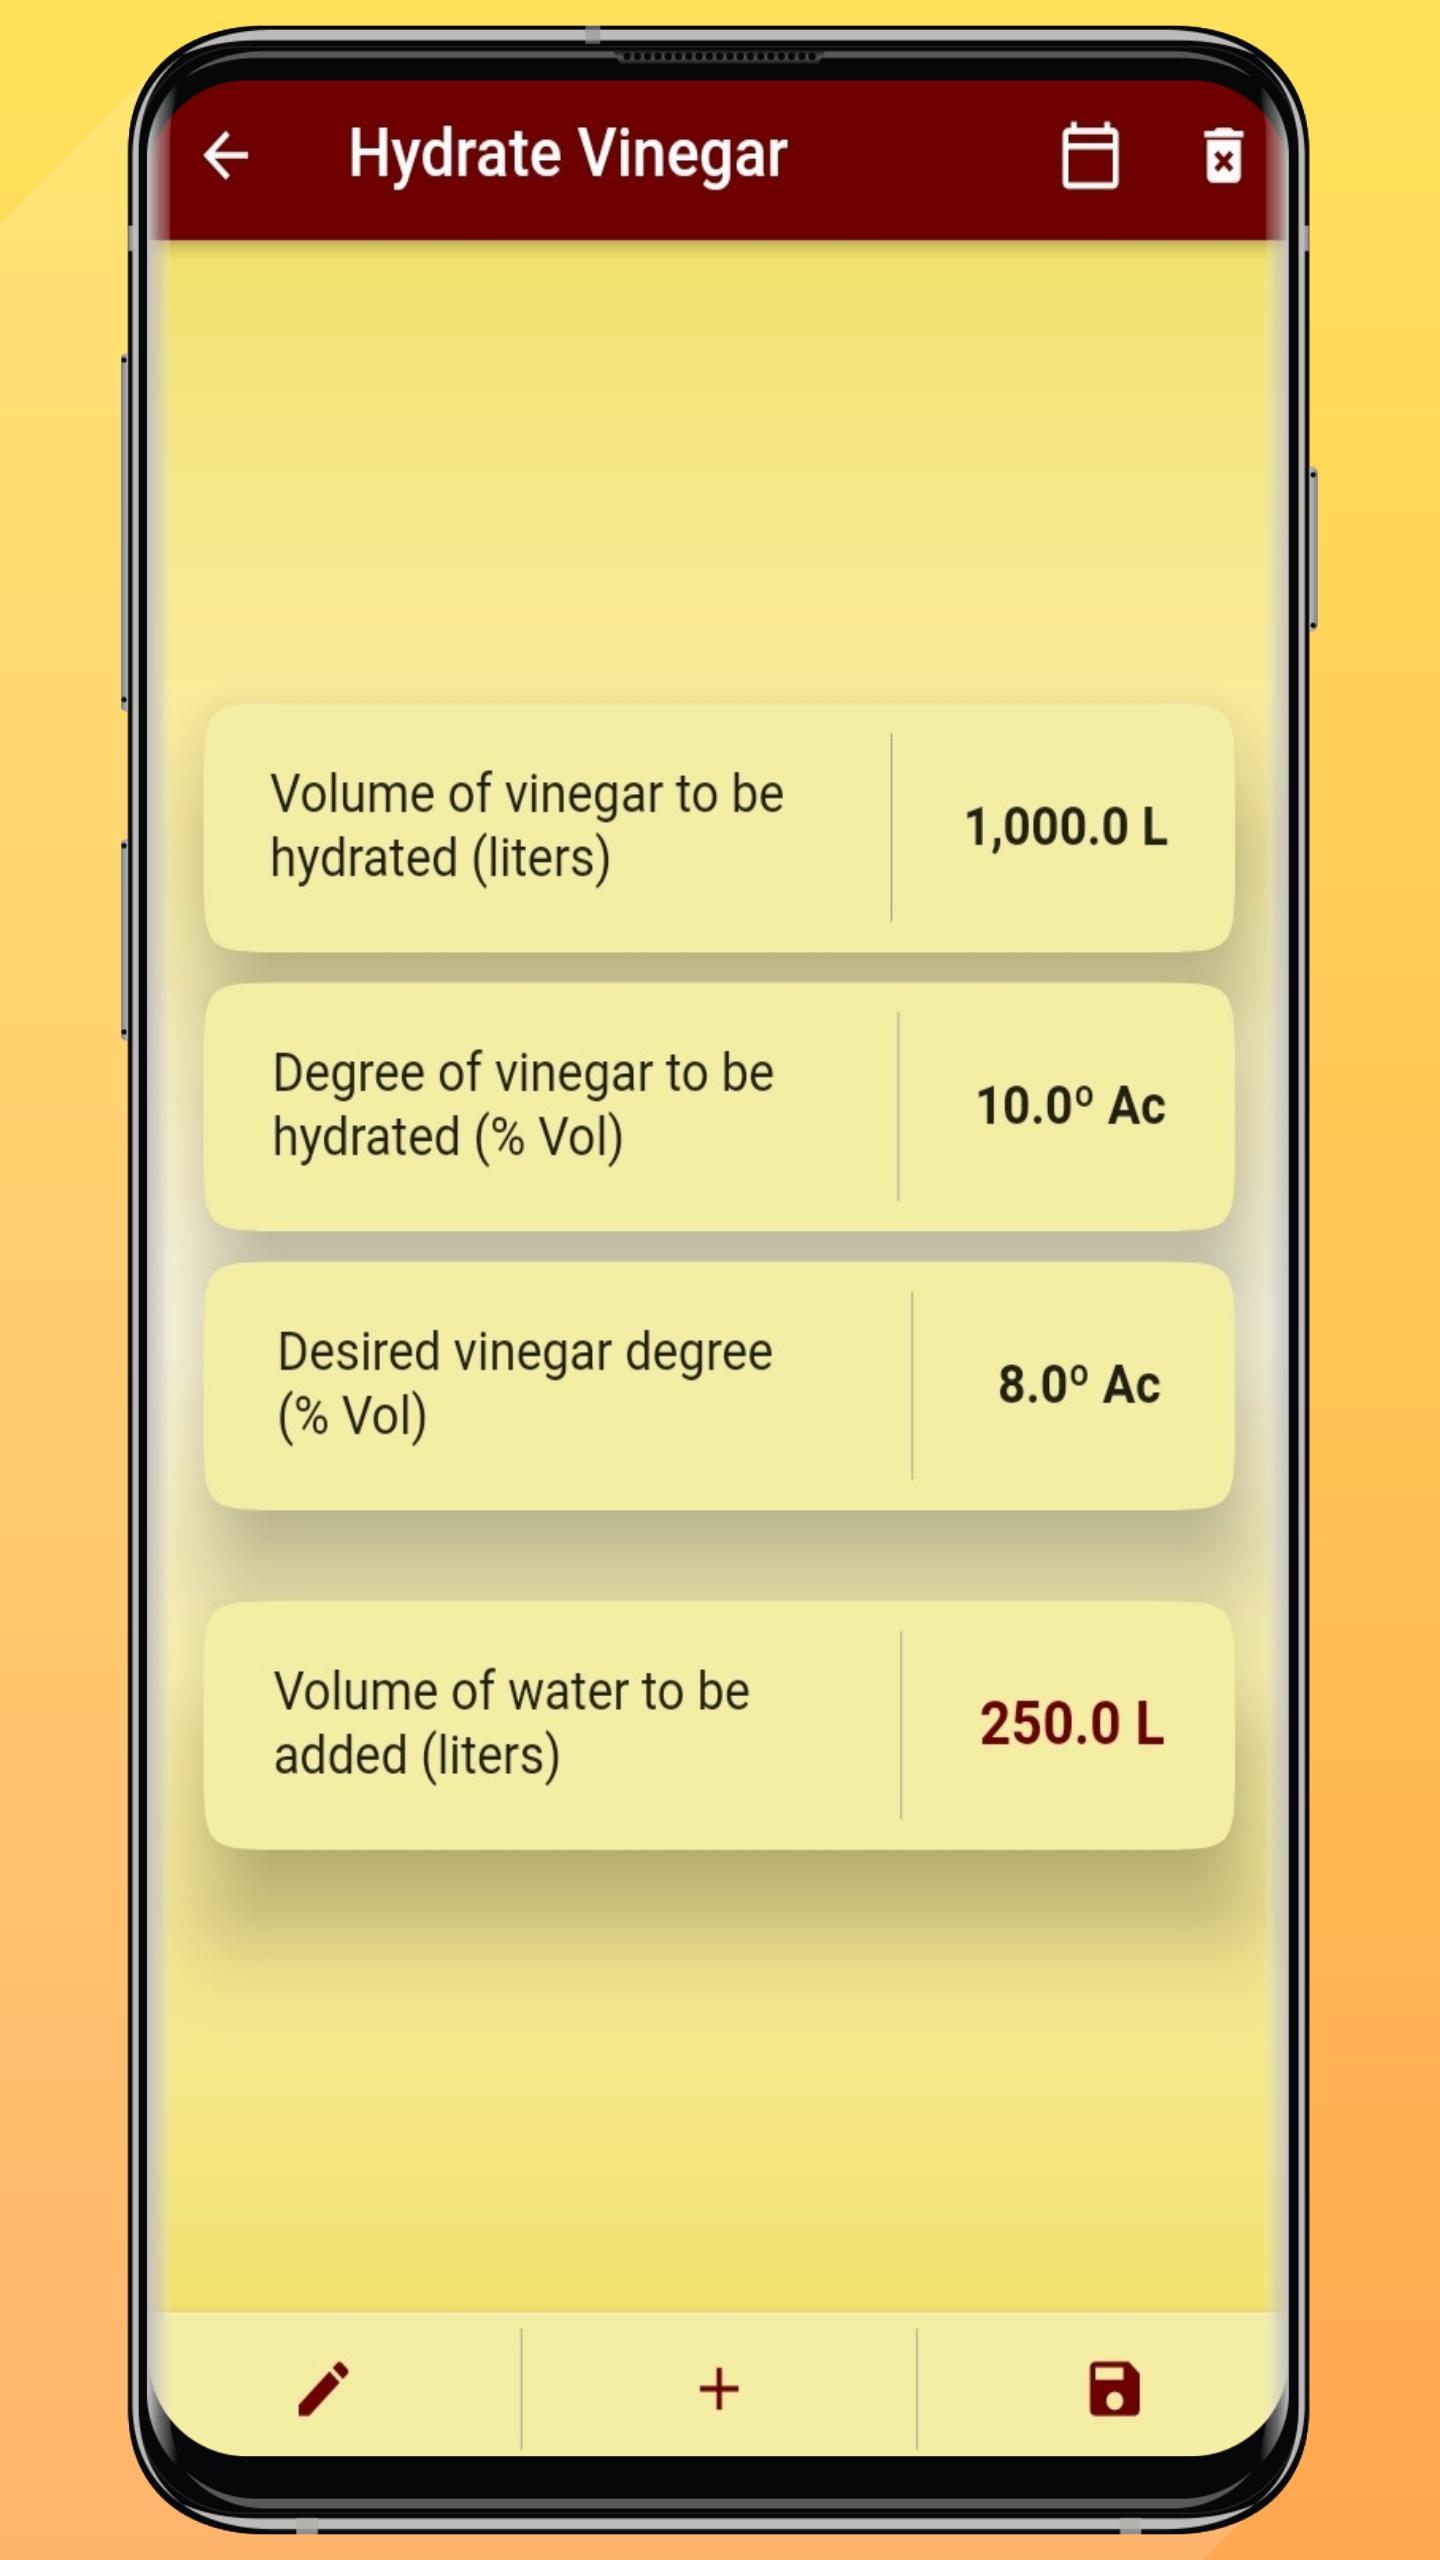 Hydrate Vinegar
Volume of vinegar to be
hydrated (liters)
1,000.0 L
Degree of vinegar to be
hydrated (% Vol)
10.0º Ac
Desired vinegar degree
(% Vol)
8.0º Ac
Volume of water to be
added (liters)
250.0 L